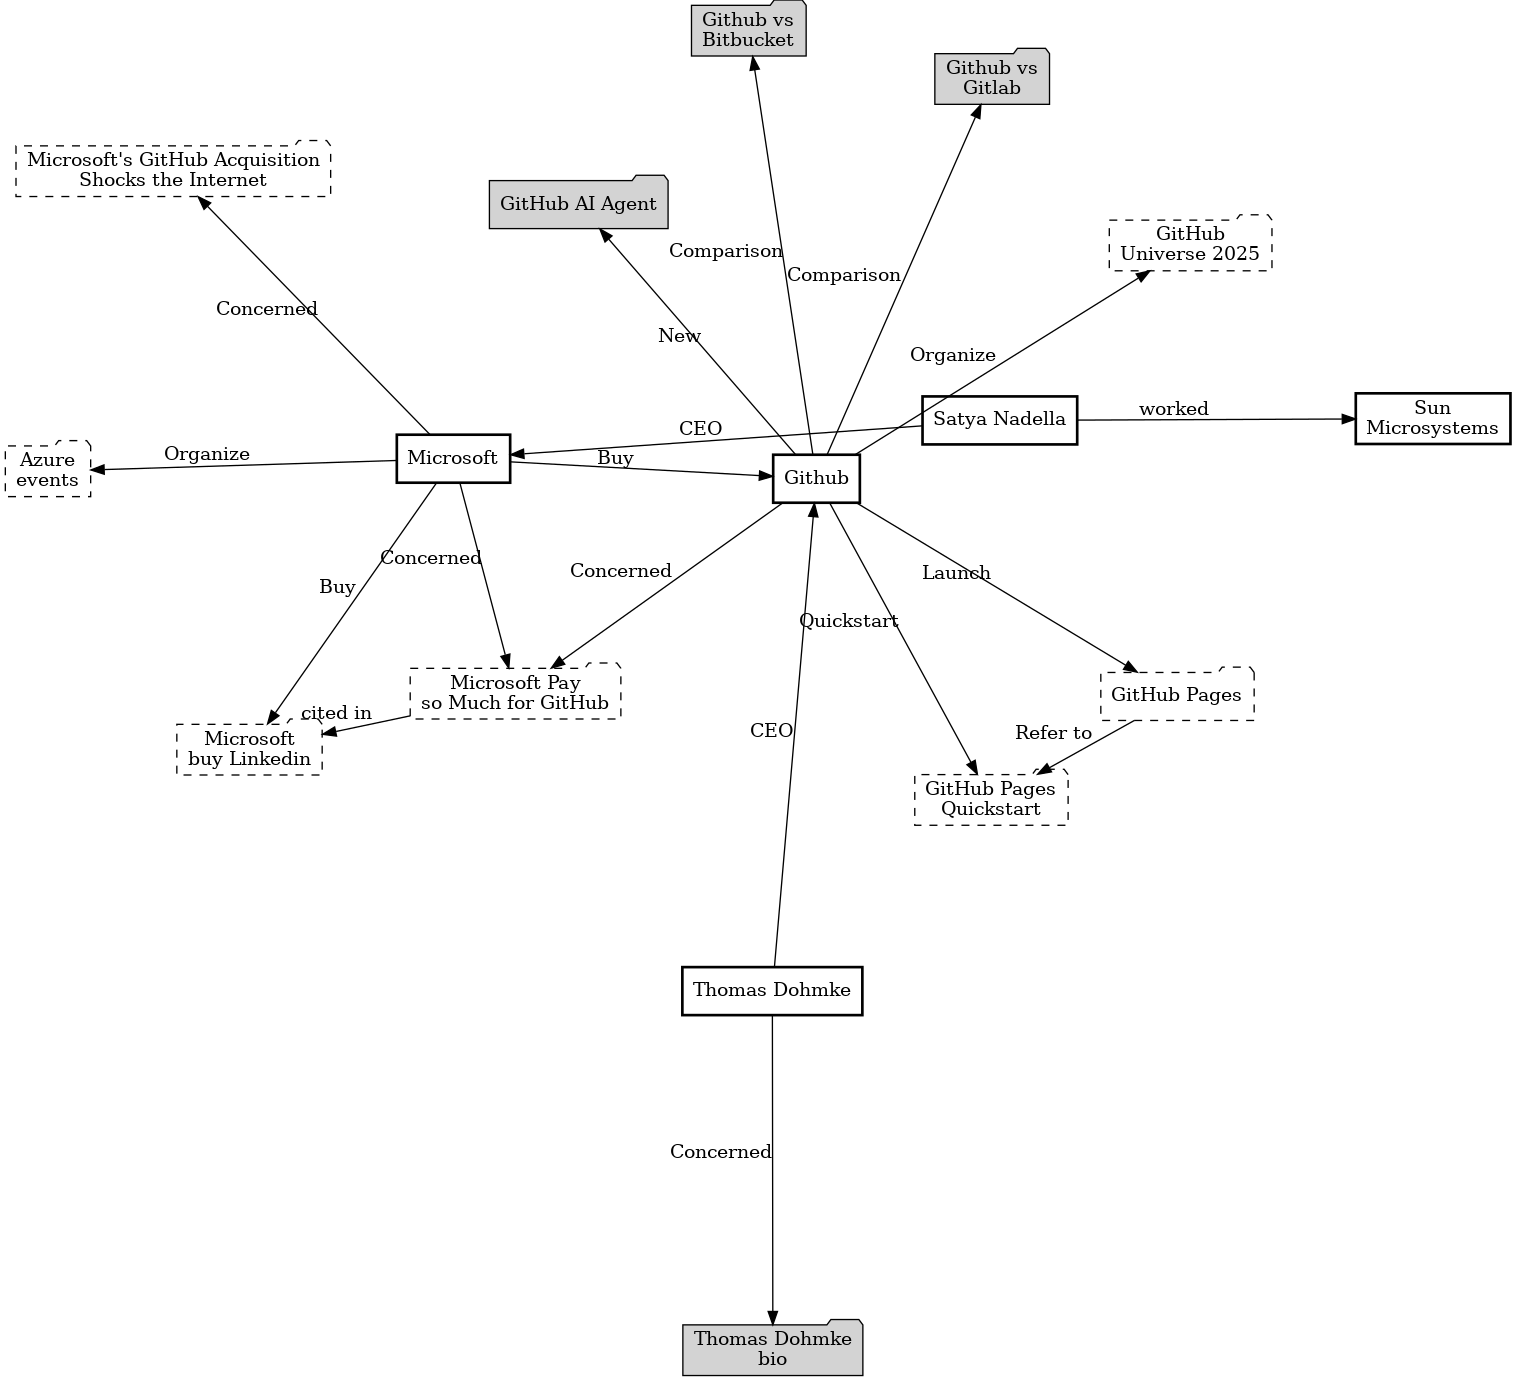 Github vs
Bitbucket
Github vs
Gitlab
Microsoft's GitHub Acquisition
Shocks the Internet
GitHub AI Agent
GitHub
Universe 2025
Comparison
Comparison
Concerned
New
Organize
Satya Nadella
worked
Sun
Microsystems
CEO
Microsoft
Buy
Organize
Azure
events
Github
Concerned
Concerned
Launch
Buy
Quickstart
Microsoft Pay
so Much for GitHub
GitHub Pages
cited in
Microsoft
buy Linkedin
CEO
Refer to
GitHub Pages
Quickstart
Thomas Dohmke
Concerned
Thomas Dohmke
bio